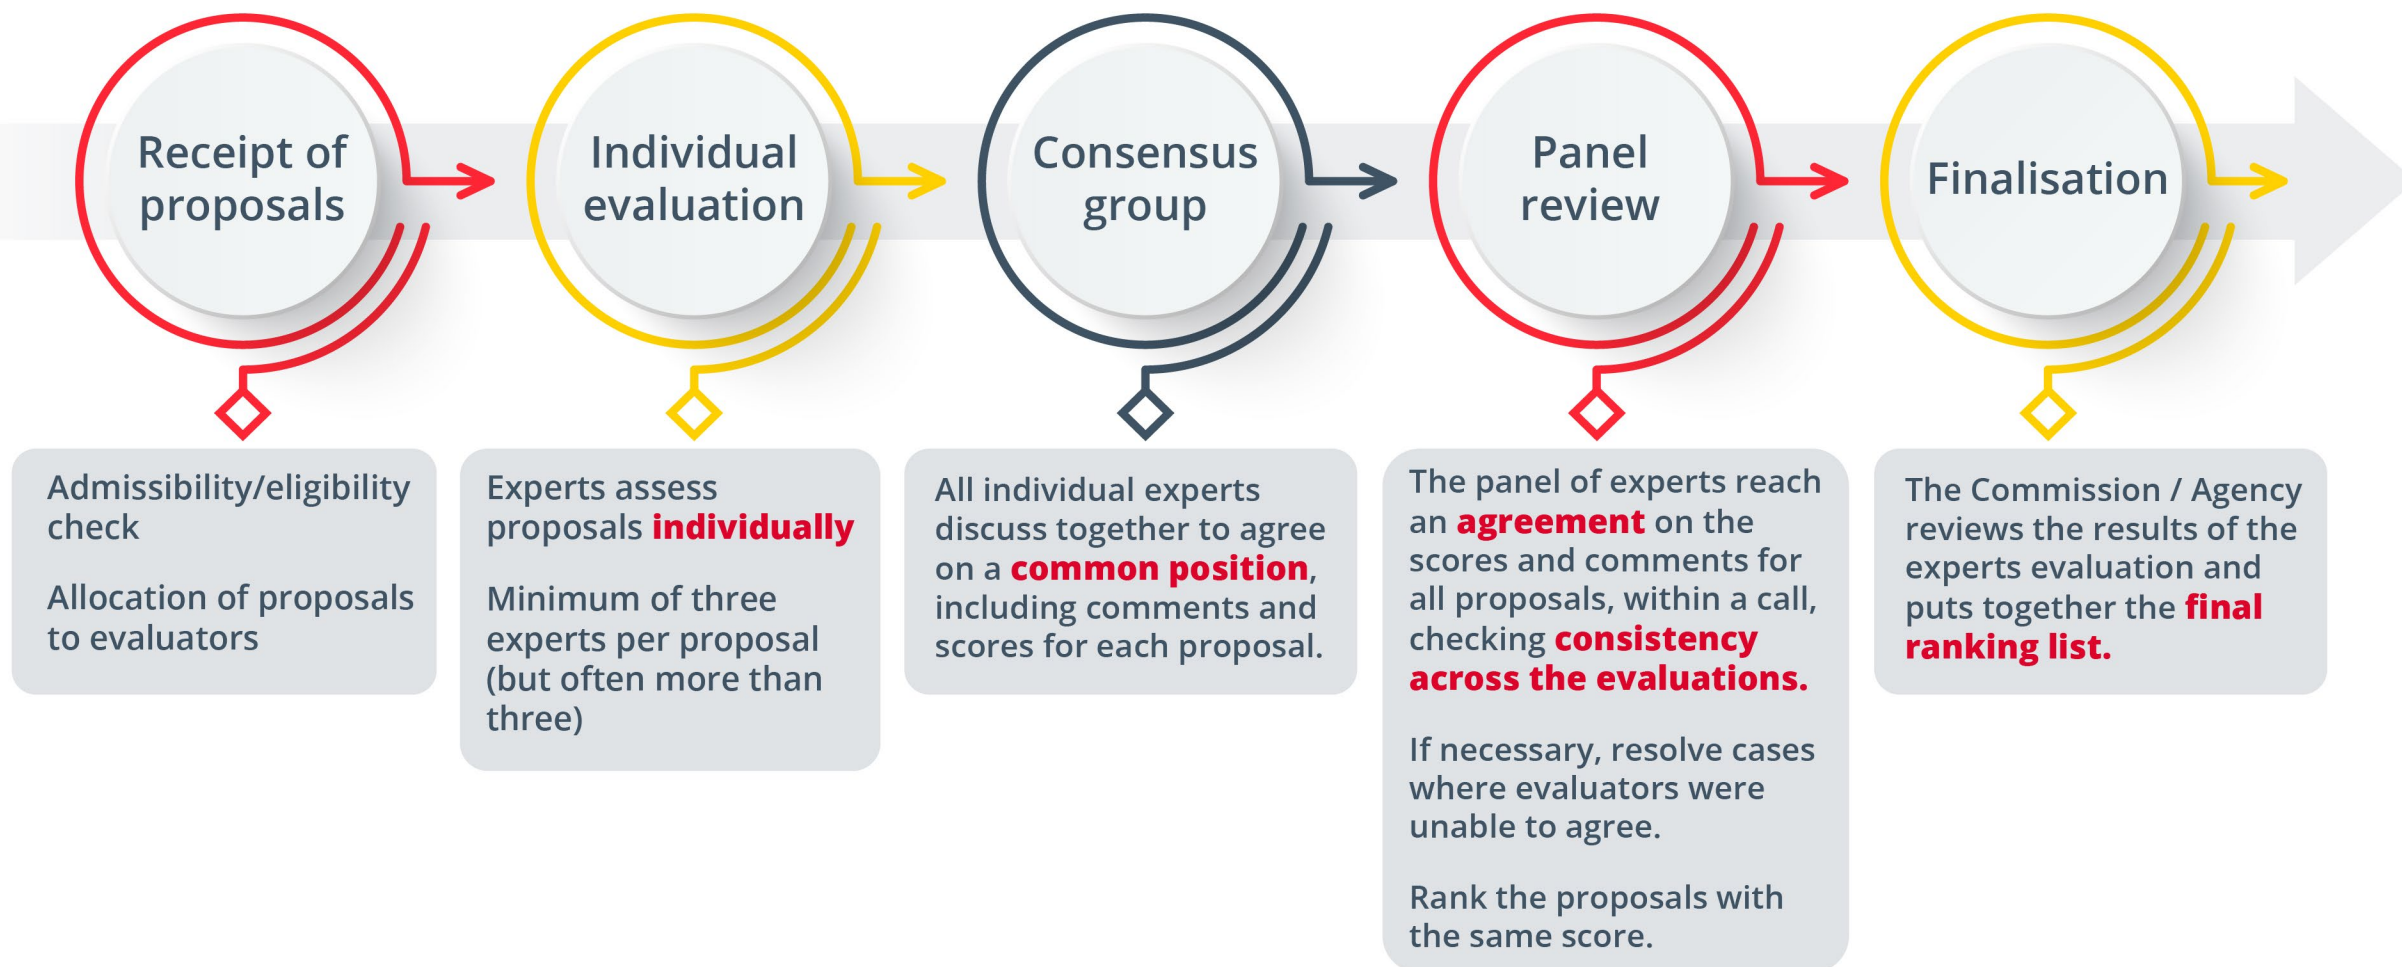 Receipt of
proposals
Individual
evaluation
Consensus
group
Panel
review
Finalisation
Admissibility/eligibility
check
Allocation of proposals
to evaluators
Experts assess
proposals individually
Minimum of three
experts per proposal
(but often more than
three)
All individual experts
discuss together to agree
on a common position,
including comments and
scores for each proposal.
The panel of experts reach
an agreement on the
scores and comments for
all proposals, within a call,
checking consistency
across the evaluations.
If necessary, resolve cases
where evaluators were
unable to agree.
Rank the proposals with
the same score.
The Commission / Agency
reviews the results of the
experts evaluation and
puts together the final
ranking list.